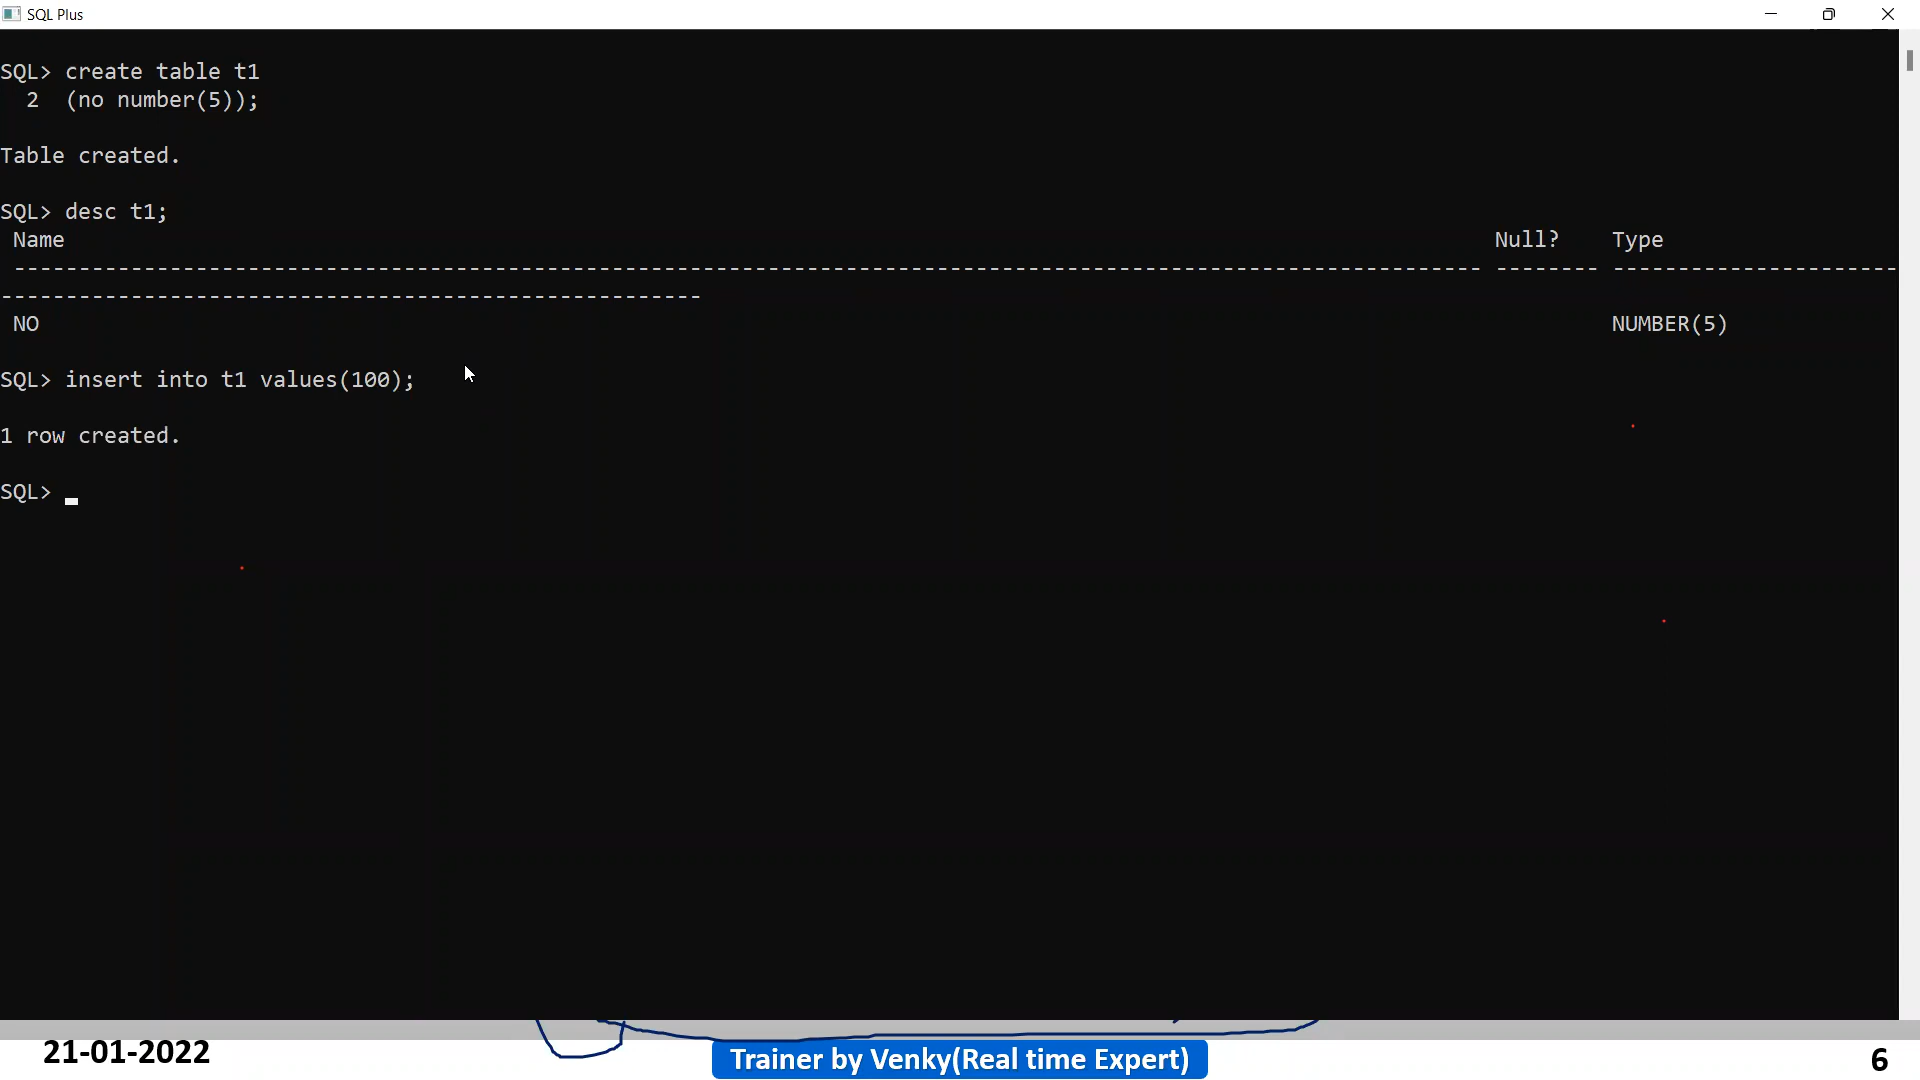 SQL Plus
SQL> create table t1
2 (no number(5));
Table created.
SQL> desc t1;
Name Null? Type
----------------------------------------------------------------------------------------------------------------- -------- ----------------------
------------------------------------------------------
NO NUMBER(5)
SQL> insert into t1 values(100);
1 row created.
SQL>
21-01-2022 Trainer by Venky(Real time Expert) 6